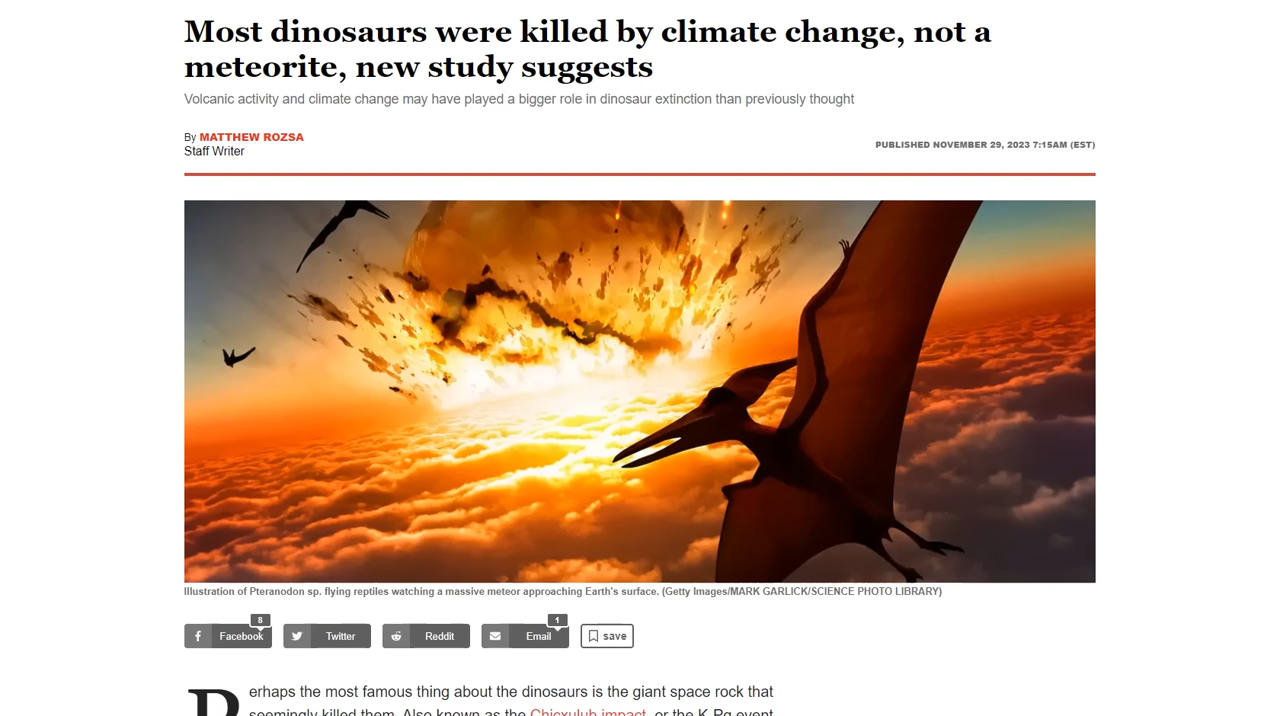 Most dinosaurs were killed by climate change, not a
meteorite, new study suggests
Volcanic activity and climate change may have played a bigger role in dinosaur extinction than previously thought
By MATTHEW ROZSA
Staff Writer
PUBLISHED NOVEMBER 29, 2023 7:15AM (EST)
Illustration of Pteranodon sp. flying reptiles watching a massive meteor approaching Earth's surface. (Getty Images/MARK GARLICK/SCIENCE PHOTO LIBRARY)
8
1
Facebook Twitter Reddit Email save
Perhaps the most famous thing about the dinosaurs is the giant space rock that
seemingly killed them. Also known as the Chicxulub impact, or the K-Pg event